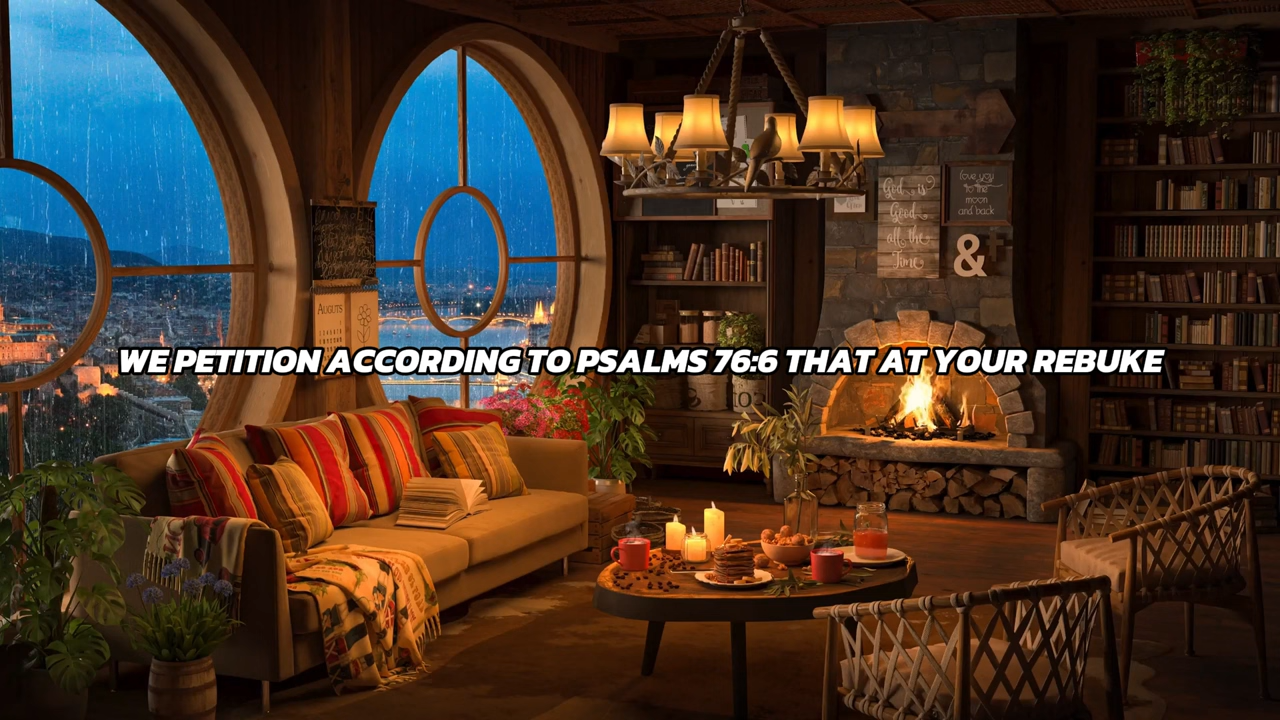 God is
Good
all the
Time
love you
to the
moon
and back
&
AUGUTS
WE PETITION ACCORDING TO PSALMS 76:6 THAT AT YOUR REBUKE